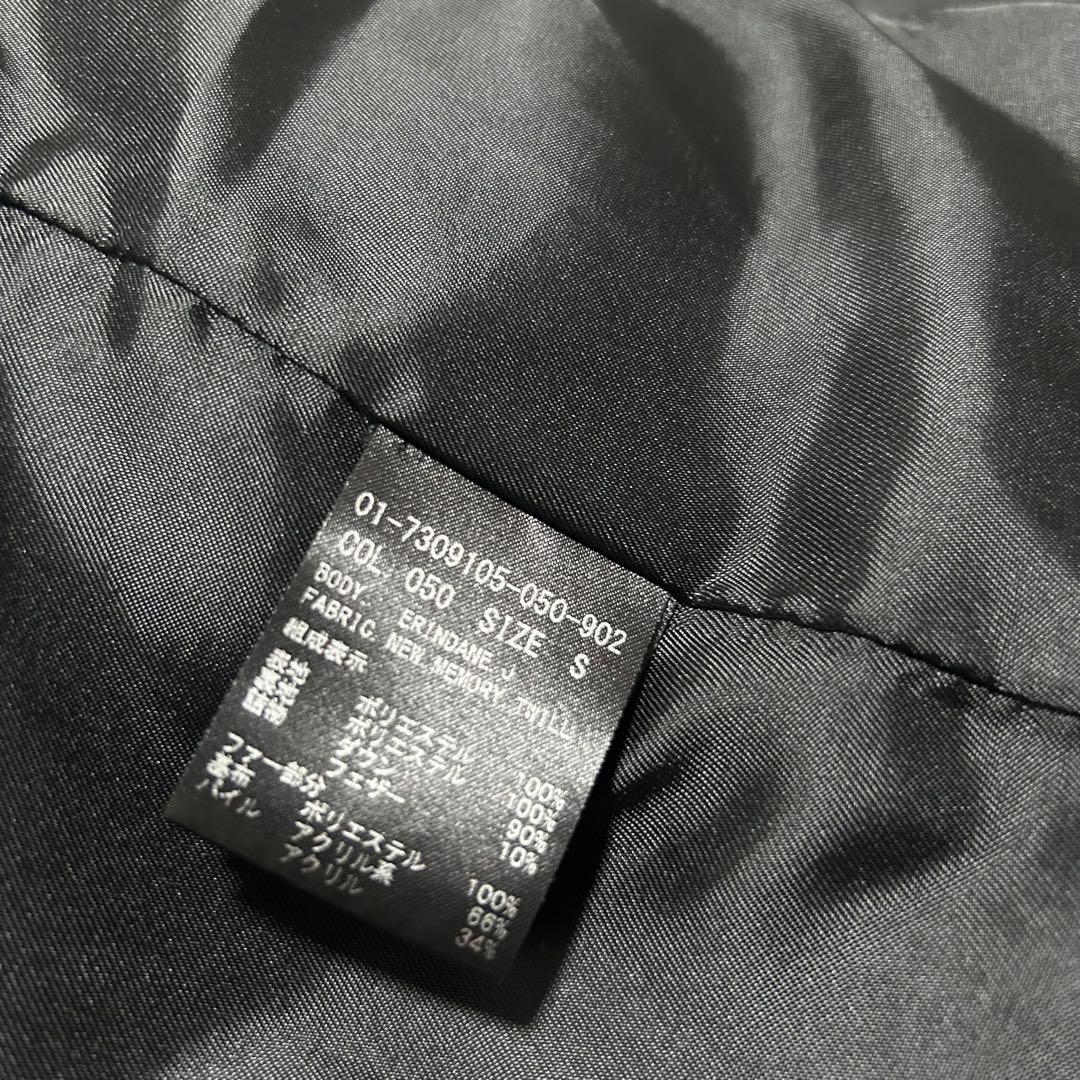 01-7309105-050-902
COL. 050 SIZE S
BODY. ERINDANE.J
FABRIC.NEW.MEMORY.TWILL
組成表示
表地 ポリエステル 100%
裏地 ポリエステル 100%
詰物 ダウン 90%
フェザー 10%
ファー部分
基布 ポリエステル 100%
パイル アクリル系 66%
アクリル 34%